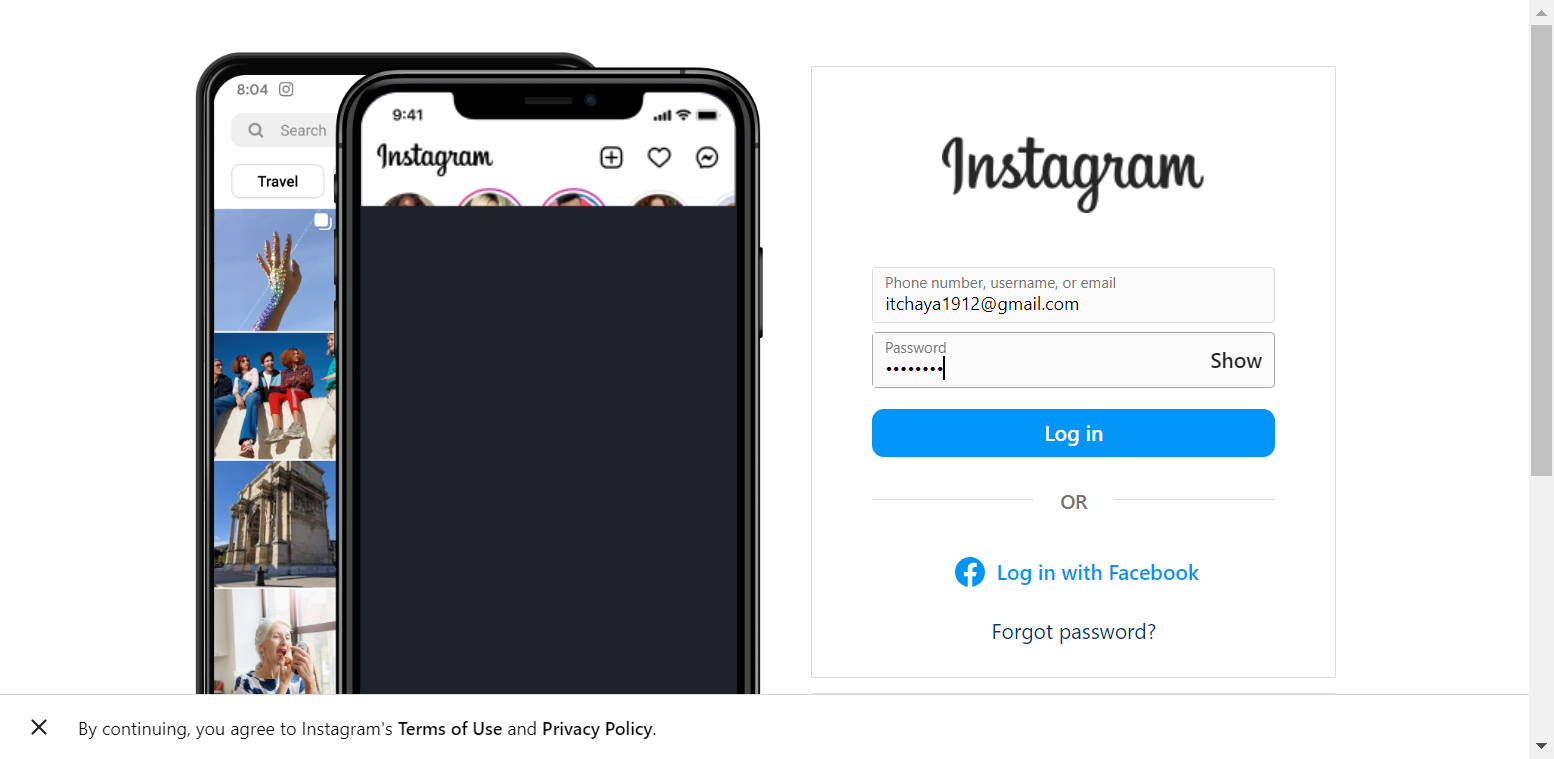 8:04
Search
Travel
9:41
Instagram
Instagram
Phone number, username, or email
itchaya1912@gmail.com
Password
••••••••
Show
Log in
OR
Log in with Facebook
Forgot password?
By continuing, you agree to Instagram's Terms of Use and Privacy Policy.